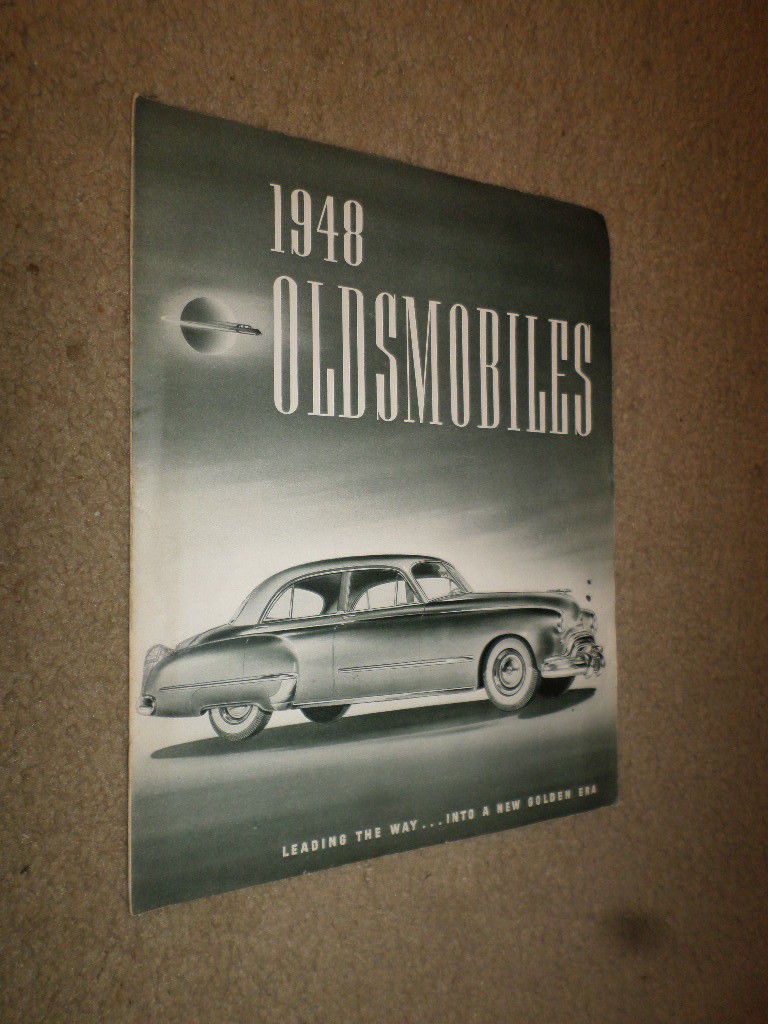 1948
OLDSMOBILES
LEADING THE WAY...INTO A NEW GOLDEN ERA